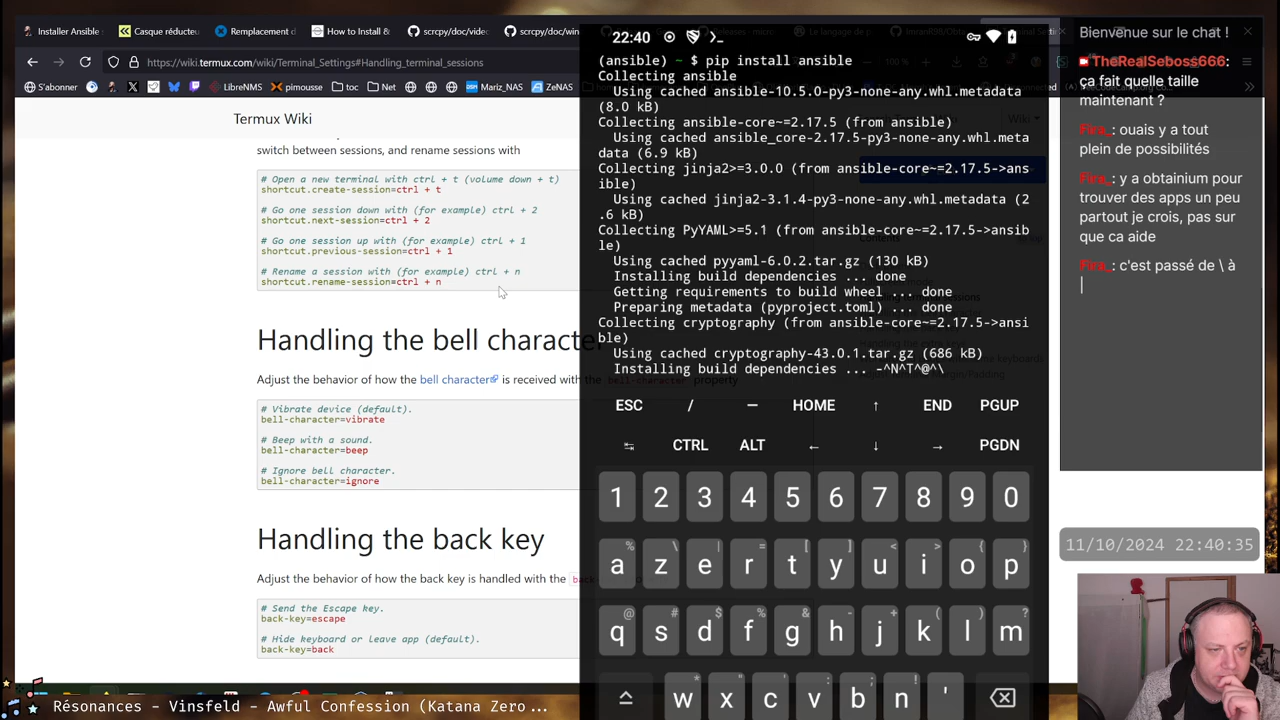 Installer Ansible
Casque réducteu
Remplacement d
scrcpy/doc/
scrcpy/doc/win
Le langage de p
https://wiki.termux.com/wiki/Terminal_Settings#Handling_terminal_sessions
S'abonner
LibreNMS
plmousse
toc
Net
Mariz_NAS
ZeNAS
Termux Wiki
switch between sessions, and rename sessions with
# Open a new terminal with ctrl + t (volume down + t)
shortcut.create-session=ctrl + t
# Go one session down with (for example) ctrl + 2
shortcut.next-session=ctrl + 2
# Go one session up with (for example) ctrl + 1
shortcut.previous-session=ctrl + 1
# Rename a session with (for example) ctrl + n
shortcut.rename-session=ctrl + n
Handling the bell character
Adjust the behavior of how the bell character is received with the bell-character property
# Vibrate device (default).
bell-character=vibrate
# Beep with a sound.
bell-character=beep
# Ignore bell character.
bell-character=ignore
Handling the back key
Adjust the behavior of how the back key is handled with the
# Send the Escape key.
back-key=escape
# Hide keyboard or leave app (default).
back-key=back
22:40
(ansible) ~ $ pip install ansible
Collecting ansible
Using cached ansible-10.5.0-py3-none-any.whl.metadata
(8.0 kB)
Collecting ansible-core~=2.17.5 (from ansible)
Using cached ansible_core-2.17.5-py3-none-any.whl.meta
data (6.9 kB)
Collecting jinja2>=3.0.0 (from ansible-core~=2.17.5->ans
ible)
Using cached jinja2-3.1.4-py3-none-any.whl.metadata (2
.6 kB)
Collecting PyYAML>=5.1 (from ansible-core~=2.17.5->ansib
le)
Using cached pyyaml-6.0.2.tar.gz (130 kB)
Installing build dependencies ... done
Getting requirements to build wheel ... done
Preparing metadata (pyproject.toml) ... done
Collecting cryptography (from ansible-core~=2.17.5->ansi
ble)
Using cached cryptography-43.0.1.tar.gz (686 kB)
Installing build dependencies ... -^N^T^@^\
ESC / — HOME ↑ END PGUP
↹ CTRL ALT ← ↓ → PGDN
1 2 3 4 5 6 7 8 9 0
% \ | = [ ] < > { }
a z e r t y u i o p
@ # $ % & - + ( ) ?
q s d f g h j k l m
* " ' : ; ! 
w x c v b n '
Bienvenue sur le chat !
TheRealSeboss666:
ça fait quelle taille
maintenant ?
Fira_: ouais y a tout
plein de possibilités
Fira_: y a obtainium pour
trouver des apps un peu
partout je crois, pas sur
que ca aide
Fira_: c'est passé de \ à
|
11/10/2024 22:40:35
Résonances - Vinsfeld - Awful Confession (Katana Zero ...